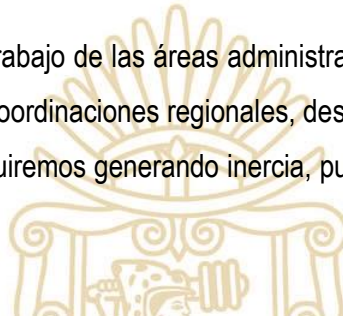 rabajo de las áreas administra
oordinaciones regionales, des
uiremos generando inercia, pu